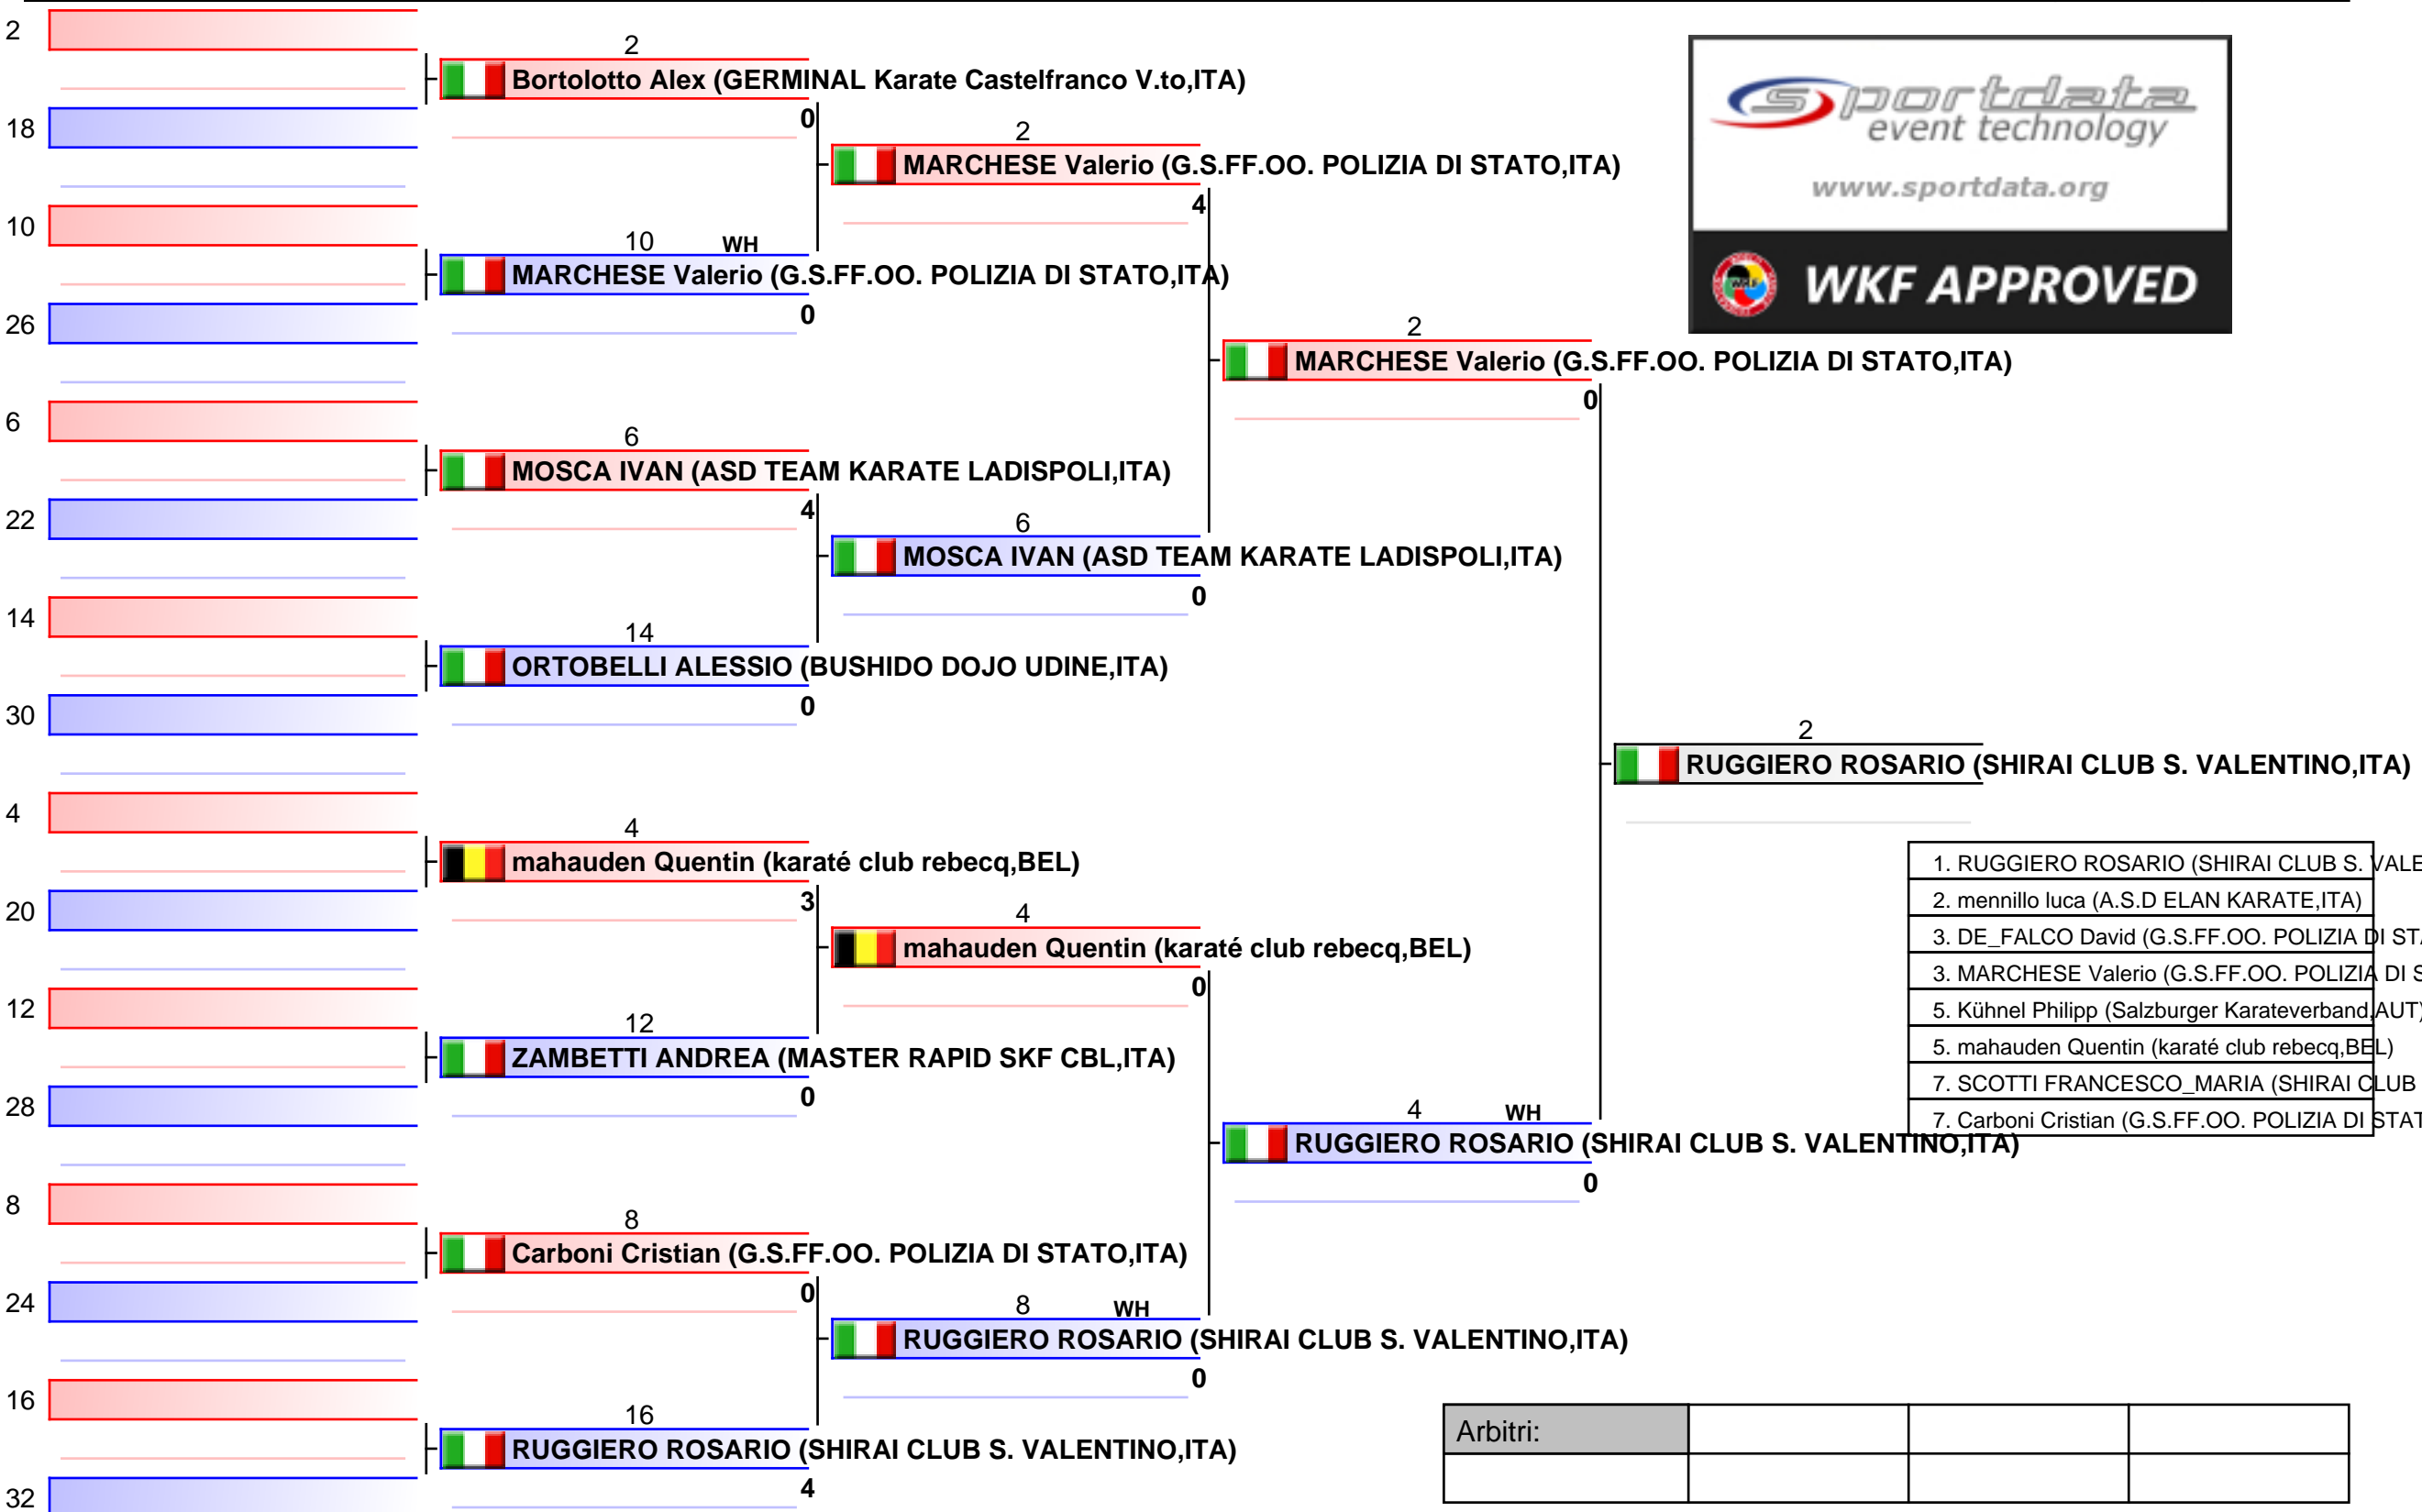 2
18
10
26
6
22
14
30
4
20
12
28
8
24
16
32
2
Bortolotto Alex (GERMINAL Karate Castelfranco V.to,ITA)
0
10 WH
MARCHESE Valerio (G.S.FF.OO. POLIZIA DI STATO,ITA)
0
6
MOSCA IVAN (ASD TEAM KARATE LADISPOLI,ITA)
4
14
ORTOBELLI ALESSIO (BUSHIDO DOJO UDINE,ITA)
0
4
mahauden Quentin (karaté club rebecq,BEL)
3
12
ZAMBETTI ANDREA (MASTER RAPID SKF CBL,ITA)
0
8
Carboni Cristian (G.S.FF.OO. POLIZIA DI STATO,ITA)
0
16
RUGGIERO ROSARIO (SHIRAI CLUB S. VALENTINO,ITA)
4
2
MARCHESE Valerio (G.S.FF.OO. POLIZIA DI STATO,ITA)
4
6
MOSCA IVAN (ASD TEAM KARATE LADISPOLI,ITA)
0
4
mahauden Quentin (karaté club rebecq,BEL)
0
8 WH
RUGGIERO ROSARIO (SHIRAI CLUB S. VALENTINO,ITA)
0
2
MARCHESE Valerio (G.S.FF.OO. POLIZIA DI STATO,ITA)
0
4 WH
RUGGIERO ROSARIO (SHIRAI CLUB S. VALENTINO,ITA)
0
2
RUGGIERO ROSARIO (SHIRAI CLUB S. VALENTINO,ITA)
sportdata
event technology
www.sportdata.org
WKF APPROVED
1. RUGGIERO ROSARIO (SHIRAI CLUB S. VALE
2. mennillo luca (A.S.D ELAN KARATE,ITA)
3. DE_FALCO David (G.S.FF.OO. POLIZIA DI STA
3. MARCHESE Valerio (G.S.FF.OO. POLIZIA DI S
5. Kühnel Philipp (Salzburger Karateverband,AUT)
5. mahauden Quentin (karaté club rebecq,BEL)
7. SCOTTI FRANCESCO_MARIA (SHIRAI CLUB
7. Carboni Cristian (G.S.FF.OO. POLIZIA DI STAT
Arbitri: